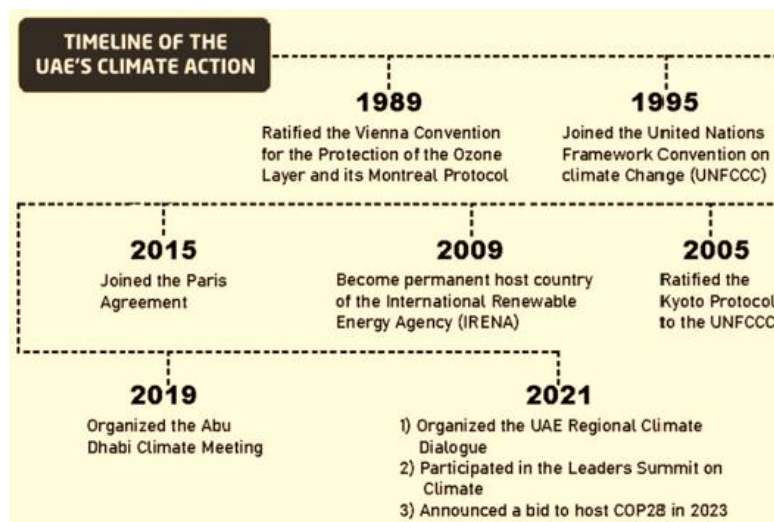 TIMELINE OF THE
UAE'S CLIMATE ACTION
1989
Ratified the Vienna Convention
for the Protection of the Ozone
Layer and its Montreal Protocol
1995
Joined the United Nations
Framework Convention on
climate Change (UNFCCC)
2015
Joined the Paris
Agreement
2009
Become permanent host country
of the International Renewable
Energy Agency (IRENA)
2005
Ratified the
Kyoto Protocol
to the UNFCCC
2019
Organized the Abu
Dhabi Climate Meeting
2021
1) Organized the UAE Regional Climate
Dialogue
2) Participated in the Leaders Summit on
Climate
3) Announced a bid to host COP28 in 2023